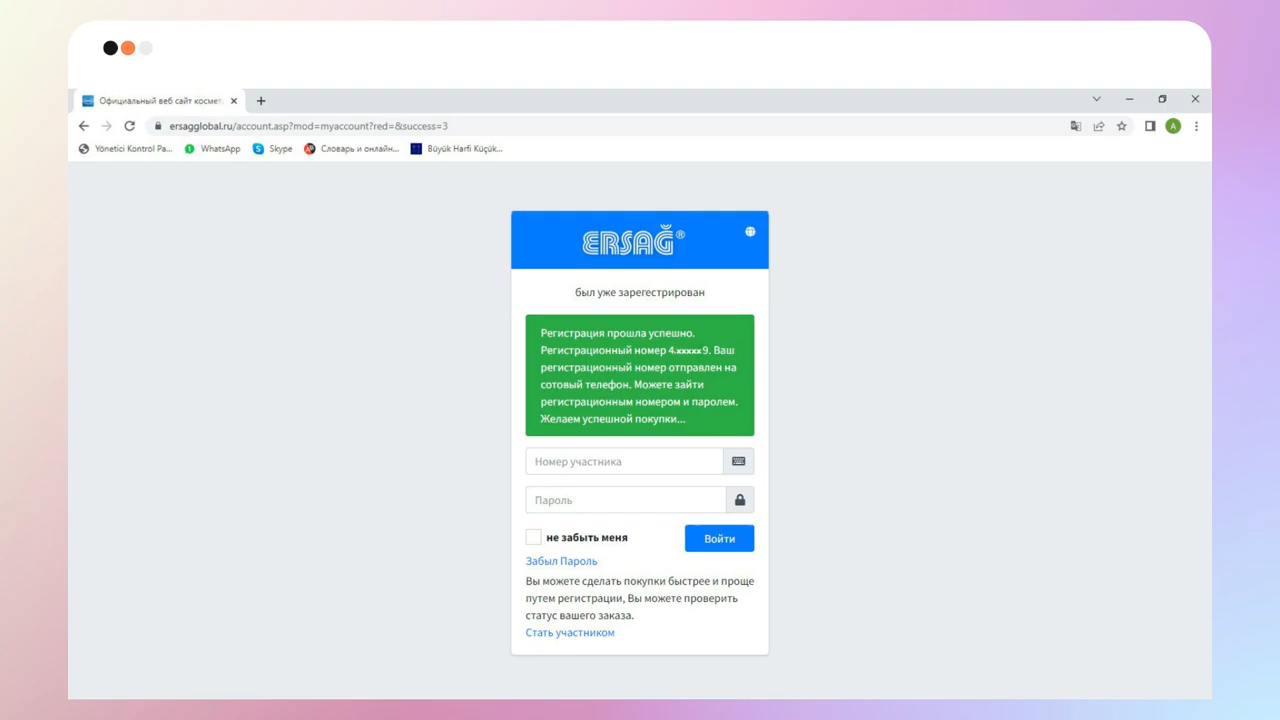 Официальный веб сайт космет
ersagglobal.ru/account.asp?mod=myaccount?red=&success=3
A
Yönetici Kontrol Pa... WhatsApp Skype Словарь и онлайн... Büyük Harfi Küçük...
ERSAĞ®
был уже зарегестрирован
Регистрация прошла успешно.
Регистрационный номер 4.xxxxx9. Ваш
регистрационный номер отправлен на
сотовый телефон. Можете зайти
регистрационным номером и паролем.
Желаем успешной покупки...
Номер участника
Пароль
не забыть меня Войти
Забыл Пароль
Вы можете сделать покупки быстрее и проще
путем регистрации, Вы можете проверить
статус вашего заказа.
Стать участником